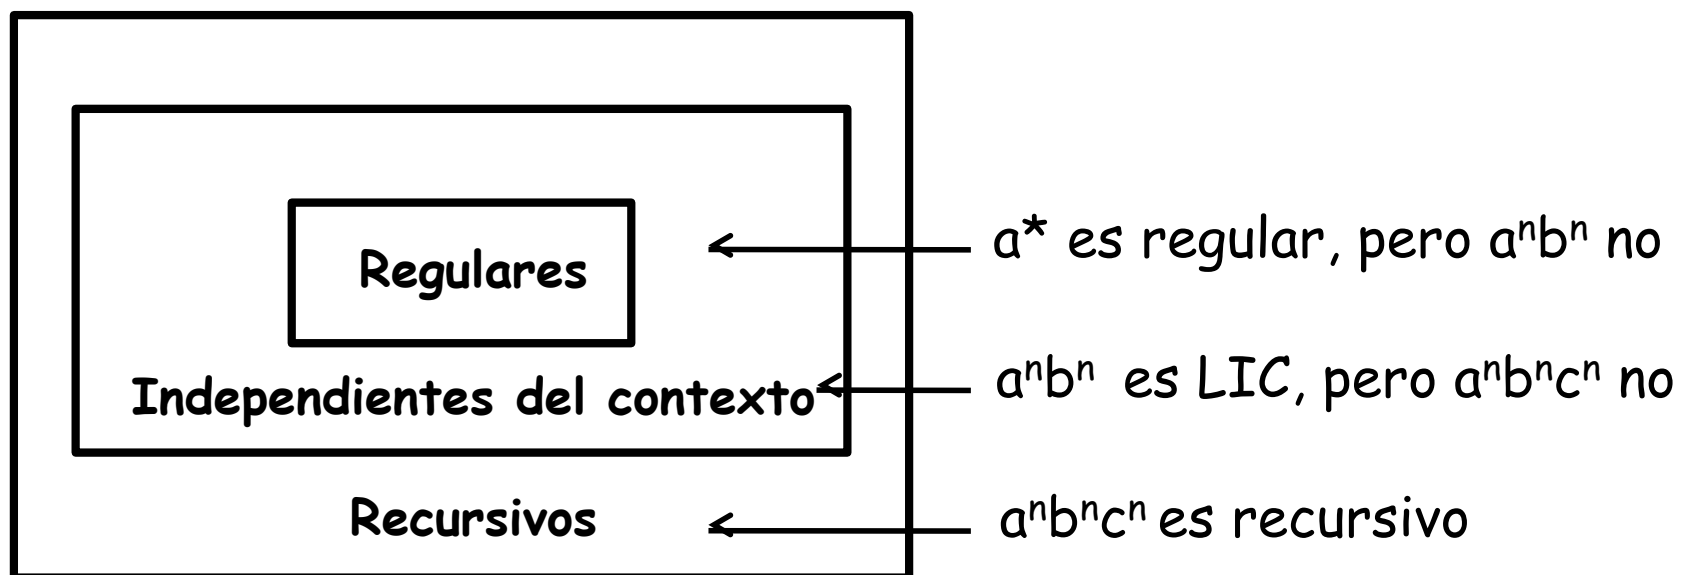 Regulares
a* es regular, pero aⁿbⁿ no
Independientes del contexto
aⁿbⁿ es LIC, pero aⁿbⁿcⁿ no
Recursivos
aⁿbⁿcⁿ es recursivo